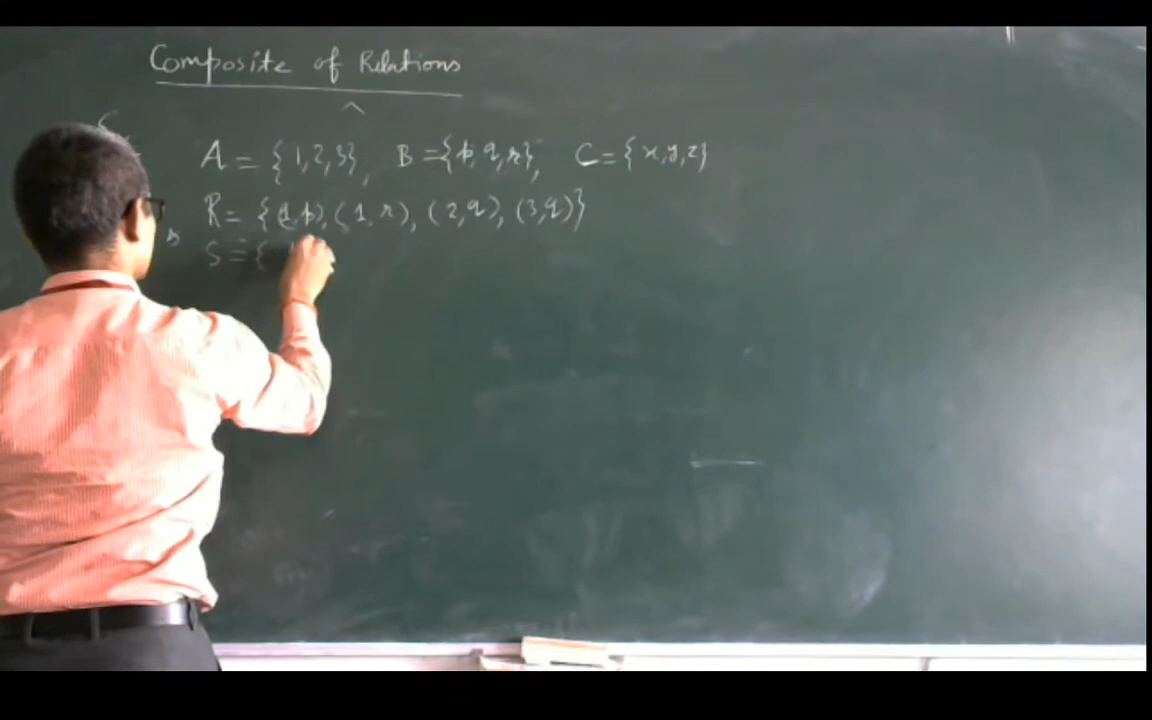 Composite of Relations
A = {1,2,3}, B = {p,q,r}, C = {x,y,z}
R = {(1,p), (1,r), (2,q), (3,q)}
S = {